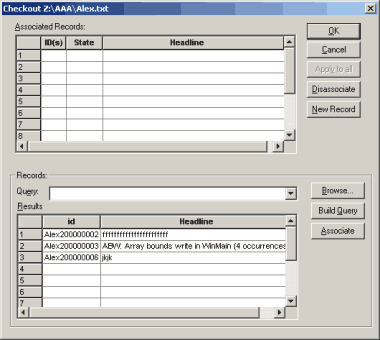 Checkout Z:\AAA\Alex.txt
Associated Records:
ID(s) State Headline
1
2
3
4
5
6
7
8
OK
Cancel
Apply to all
Disassociate
New Record
Records:
Query:
Results
id Headline
1 Alex200000002 ffffffffffffffffffffffff
2 Alex200000003 ABW: Array bounds write in WinMain (4 occurrences
3 Alex200000006 jkjk
4
5
6
7
Browse...
Build Query
Associate